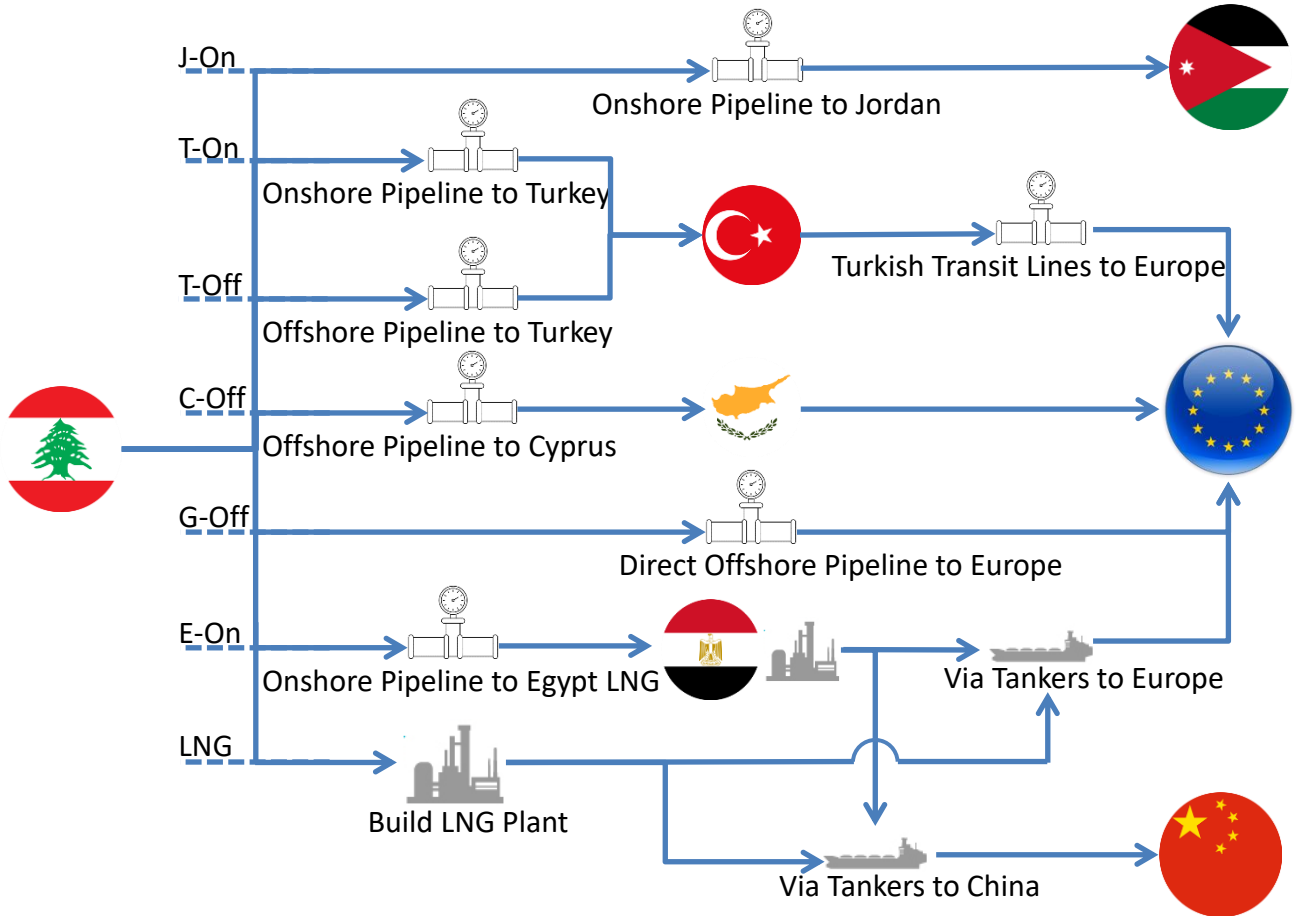 J-On
Onshore Pipeline to Jordan
T-On
Onshore Pipeline to Turkey
Turkish Transit Lines to Europe
T-Off
Offshore Pipeline to Turkey
C-Off
Offshore Pipeline to Cyprus
G-Off
Direct Offshore Pipeline to Europe
E-On
Onshore Pipeline to Egypt LNG
Via Tankers to Europe
LNG
Build LNG Plant
Via Tankers to China